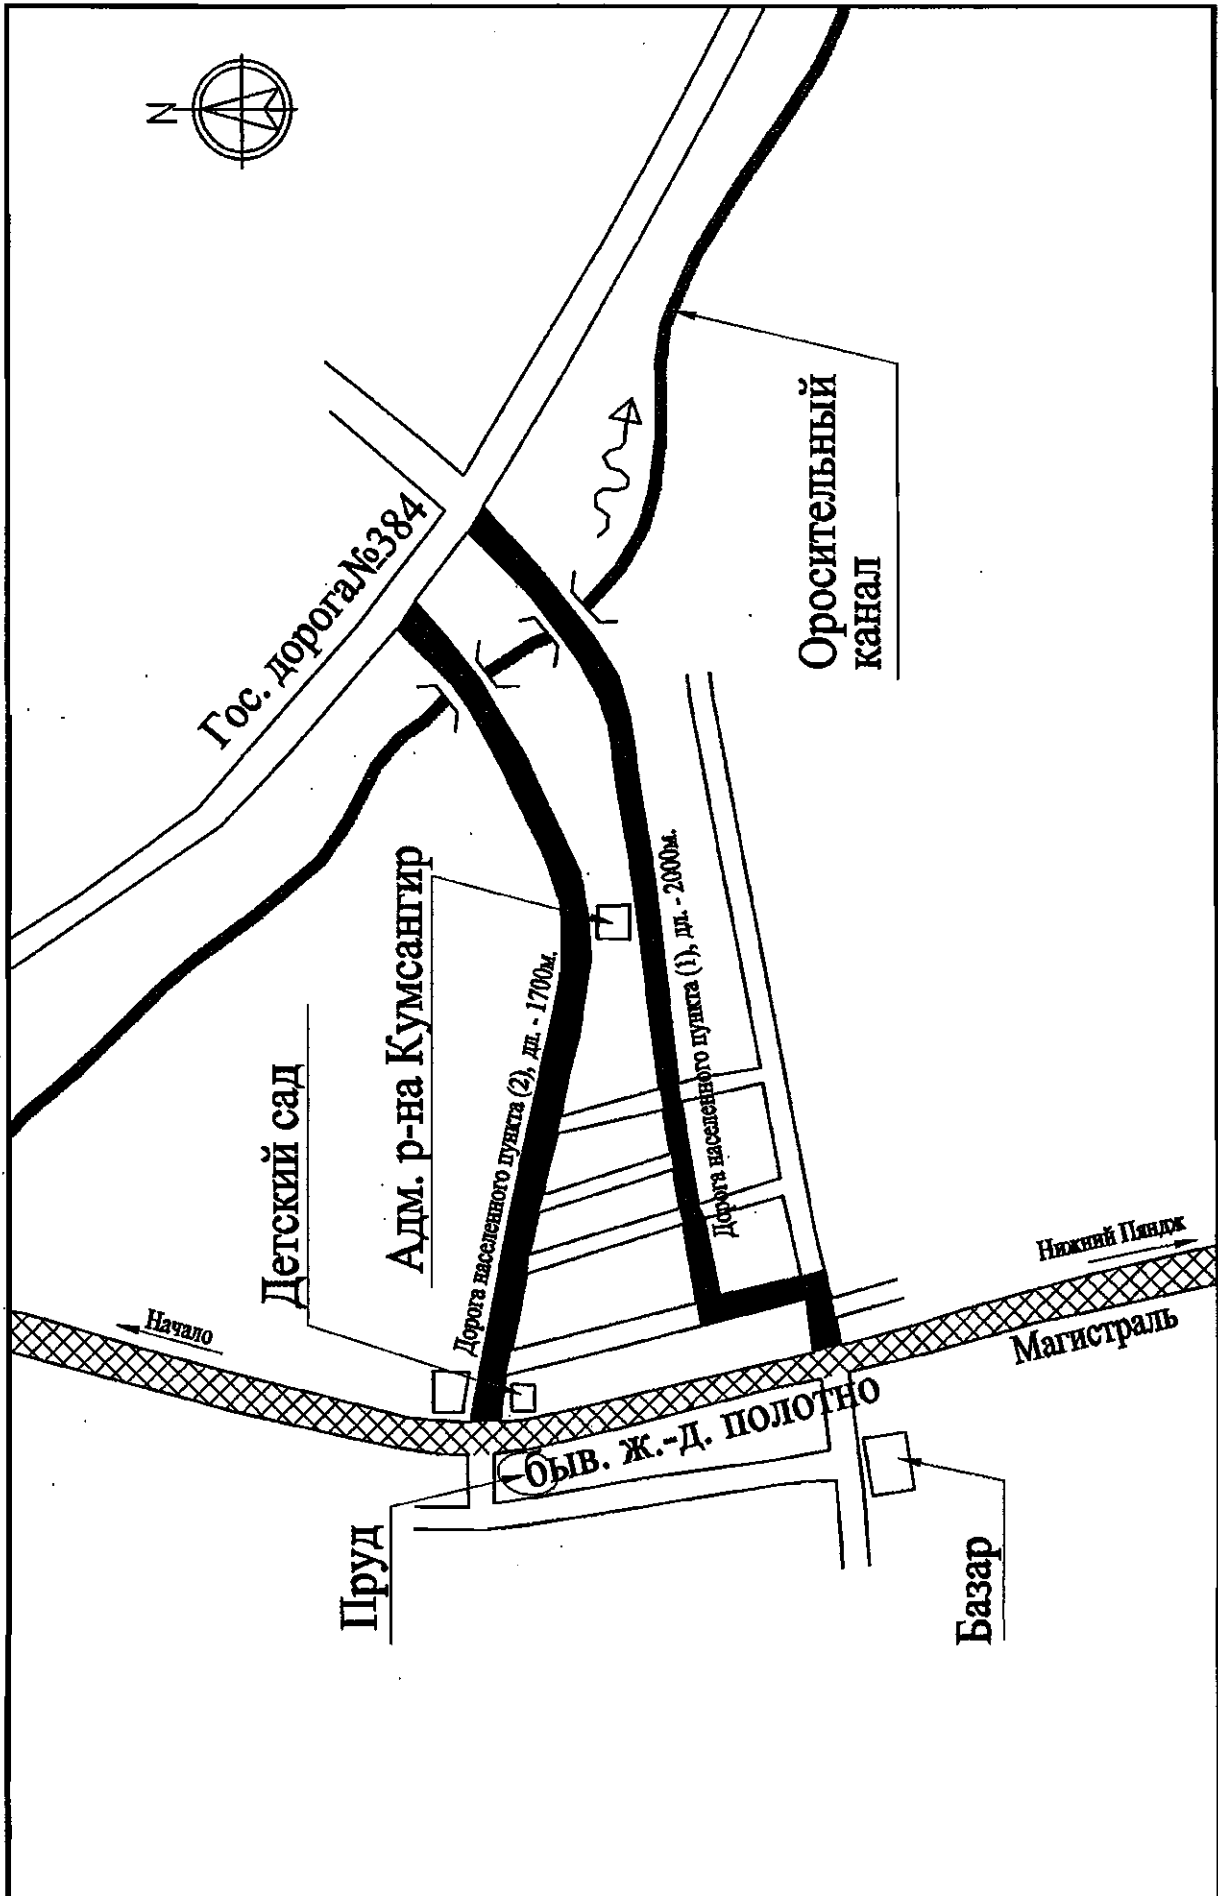 N
Гос. дорога№384
Детский сад
Адм. р-на Кумсангир
Ороситeльный
канал
Дорога населенного пункта (2), дл. - 1700м.
Дорога населенного пункта (1), дл. - 2000м.
Начало
Нижний Пяндж
Магистраль
быв. ж.-д. полотно
Пруд
Базар